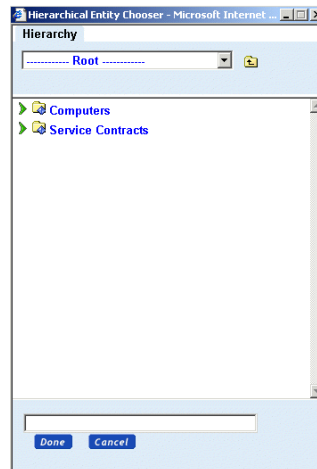 Hierarchical Entity Chooser - Microsoft Internet ...
Hierarchy
------------ Root ------------
Computers
Service Contracts
Done Cancel